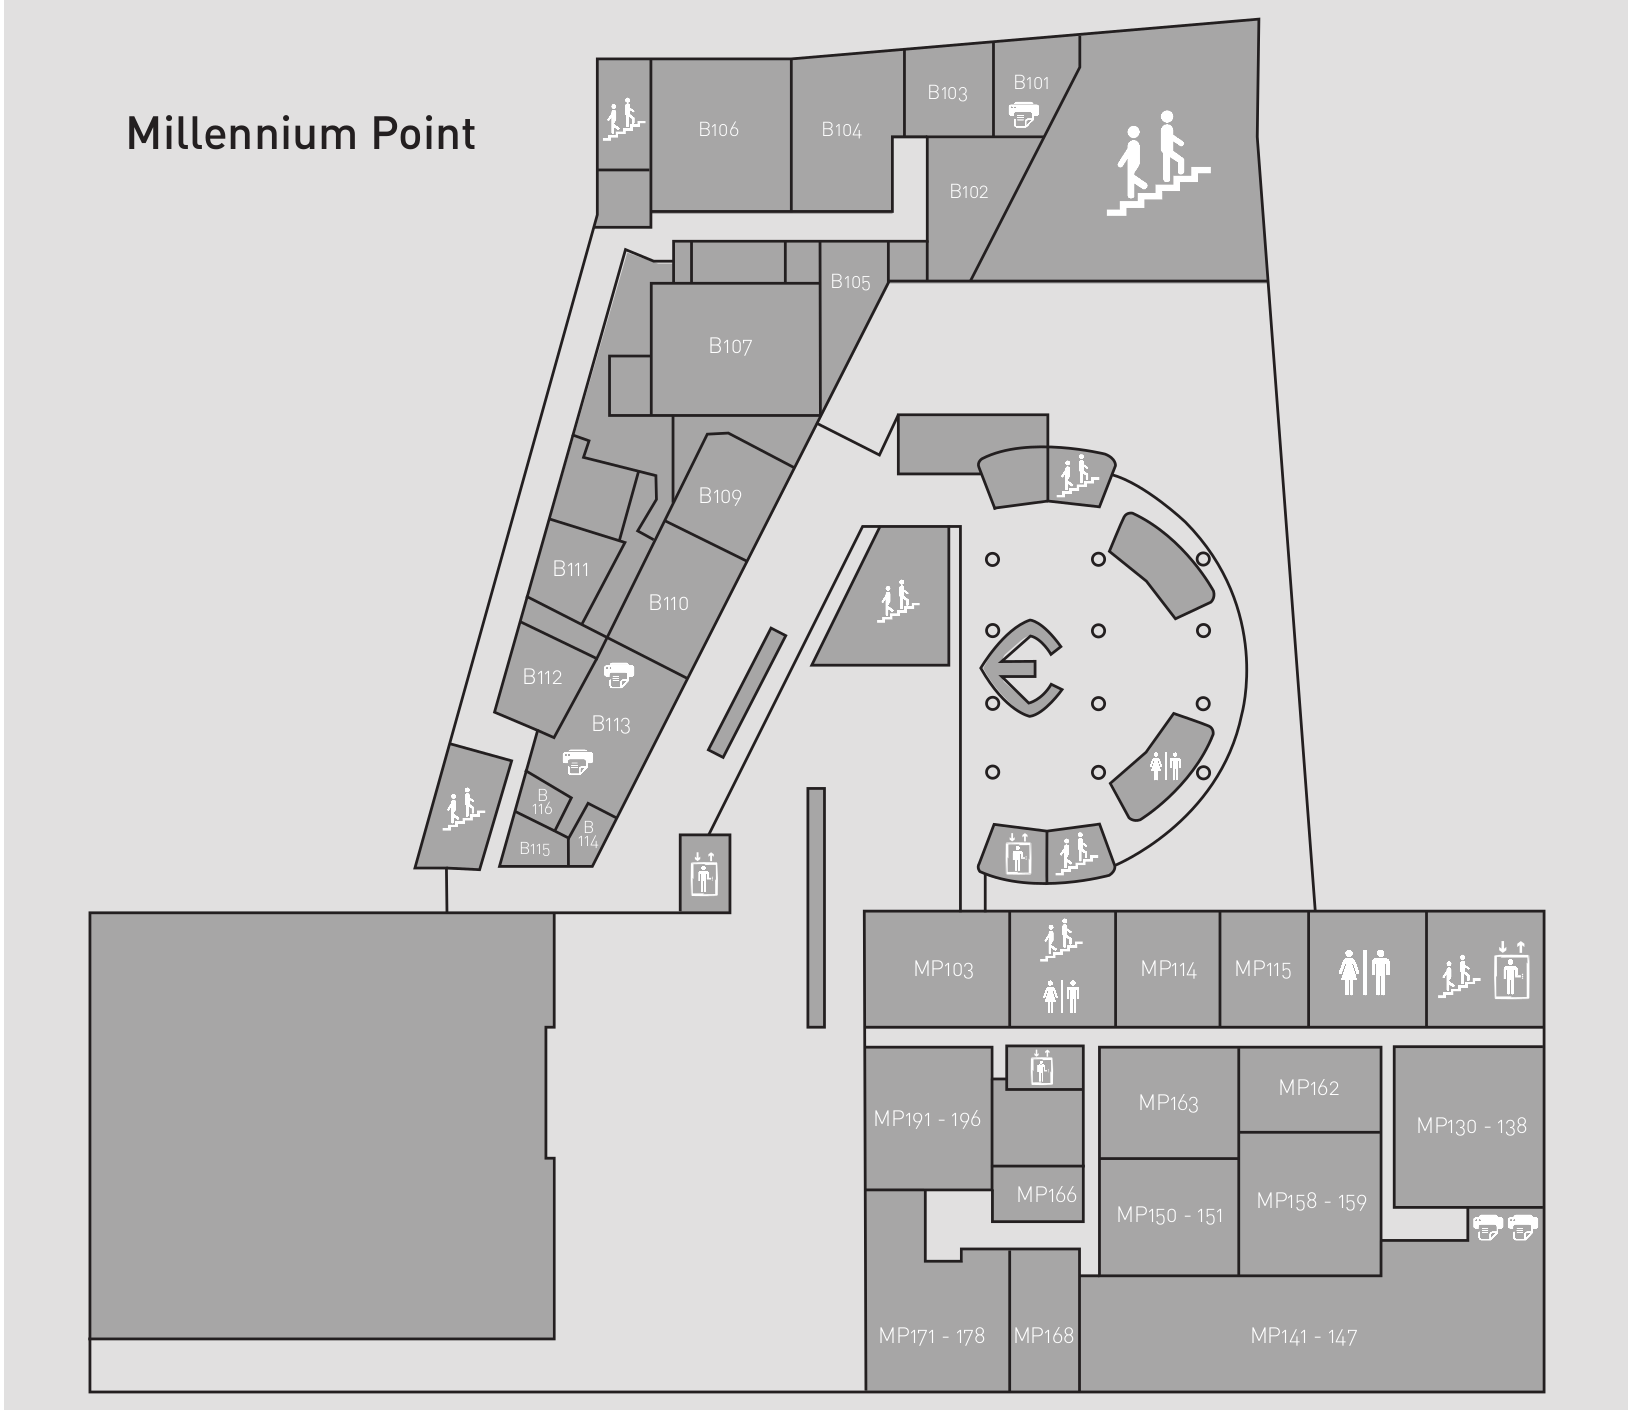 Millennium Point
B101
B103
B106
B104
B102
B105
B107
B109
B111
B110
B112
B113
B
116
B
114
B115
MP103
MP114
MP115
MP163
MP162
MP191 - 196
MP130 - 138
MP166
MP158 - 159
MP150 - 151
MP171 - 178
MP168
MP141 - 147